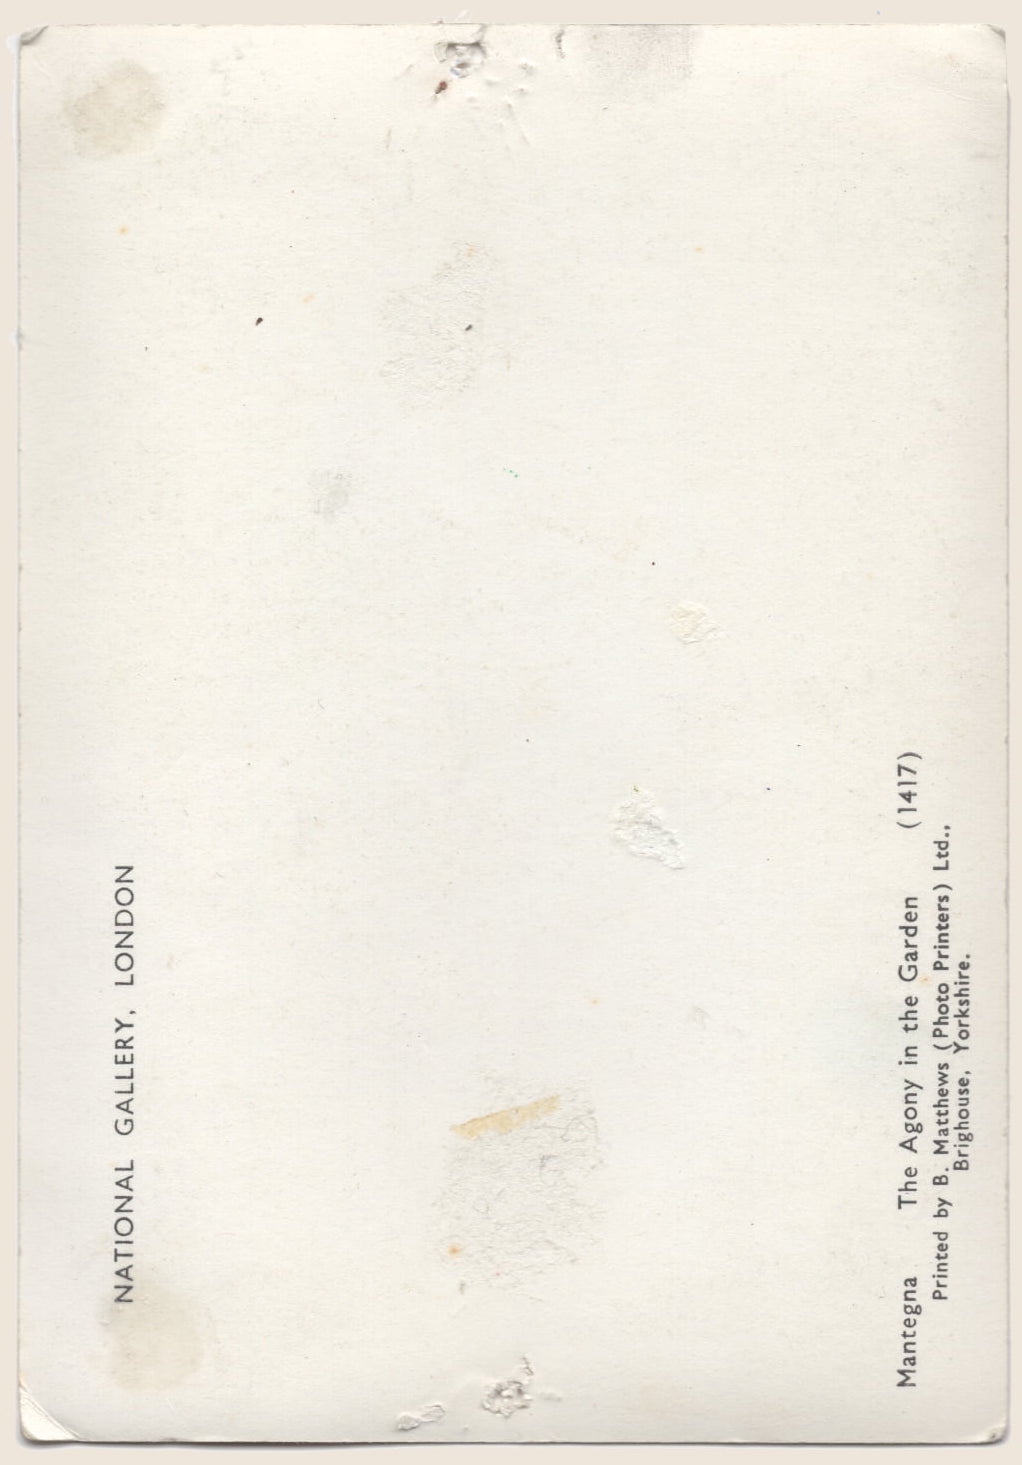 NATIONAL GALLERY, LONDON
Mantegna The Agony in the Garden (1417)
Printed by B. Matthews (Photo Printers) Ltd.,
Brighouse, Yorkshire.